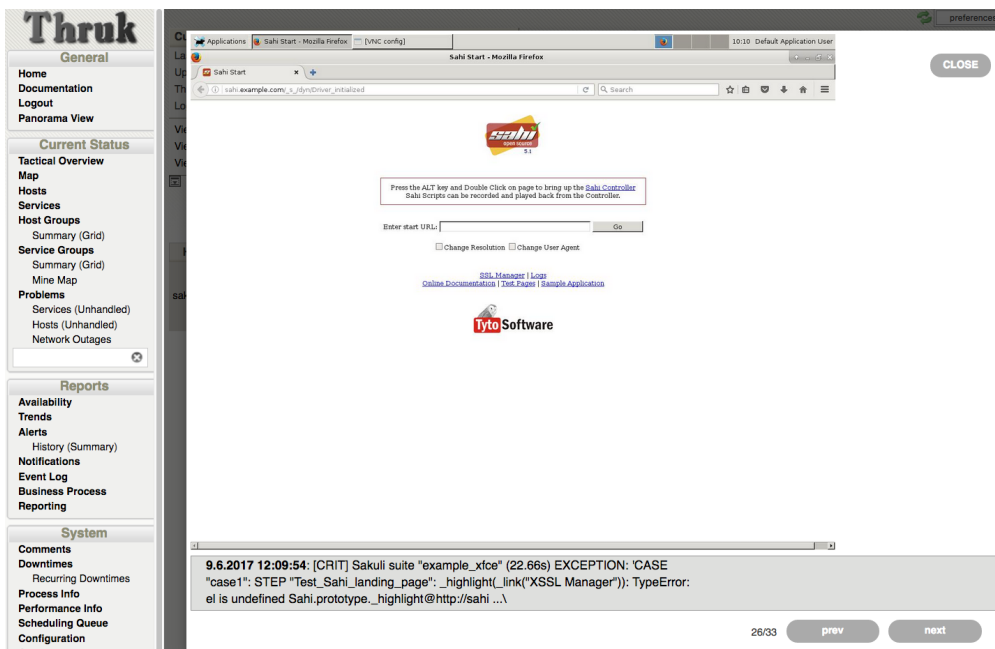 Thruk
General
Home
Documentation
Logout
Panorama View
Current Status
Tactical Overview
Map
Hosts
Services
Host Groups
Summary (Grid)
Service Groups
Summary (Grid)
Mine Map
Problems
Services (Unhandled)
Hosts (Unhandled)
Network Outages
Reports
Availability
Trends
Alerts
History (Summary)
Notifications
Event Log
Business Process
Reporting
System
Comments
Downtimes
Recurring Downtimes
Process Info
Performance Info
Scheduling Queue
Configuration
preferences
Applications Sahi Start - Mozilla Firefox [VNC config] 10:10 Default Application User
Sahi Start - Mozilla Firefox
Sahi Start
sahi.example.com/_s_/dyn/Driver_initialized Search
CLOSE
sahi
open source
5.1
Press the ALT key and Double Click on page to bring up the Sahi Controller
Sahi Scripts can be recorded and played back from the Controller.
Enter start URL: Go
Change Resolution Change User Agent
SSL Manager | Logs
Online Documentation | Test Pages | Sample Application
Tyto Software
9.6.2017 12:09:54: [CRIT] Sakuli suite "example_xfce" (22.66s) EXCEPTION: 'CASE
"case1": STEP "Test_Sahi_landing_page": _highlight(_link("XSSL Manager")): TypeError:
el is undefined Sahi.prototype._highlight@http://sahi ...\
26/33 prev next